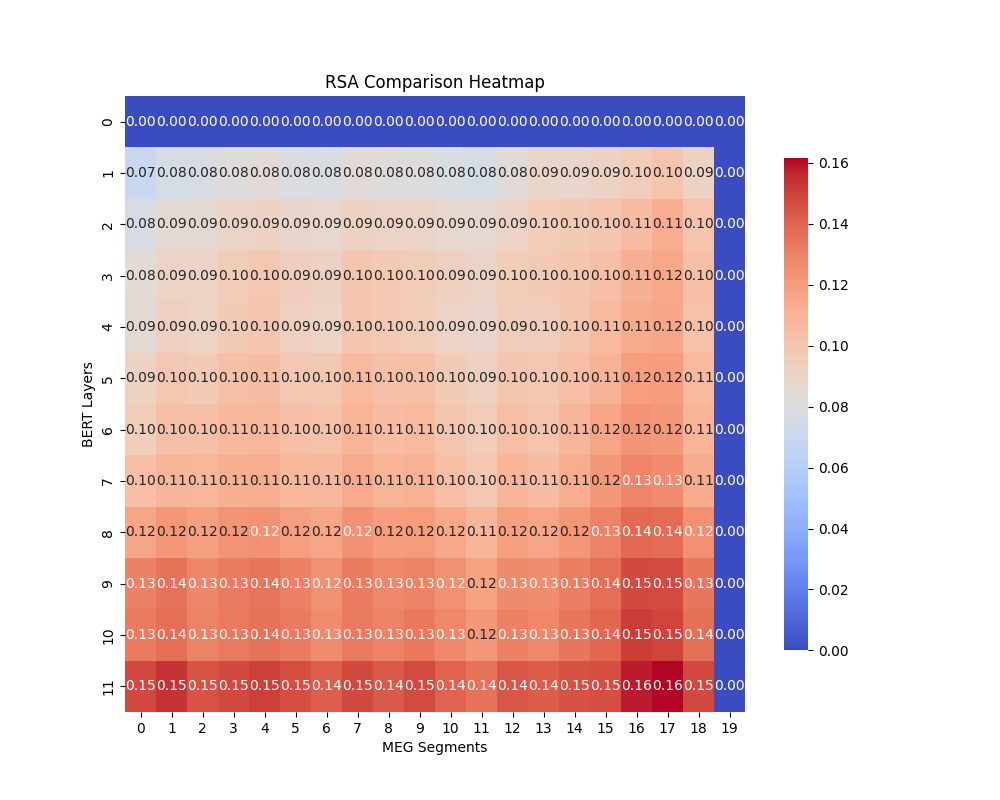 RSA Comparison Heatmap
0 0.00 0.00 0.00 0.00 0.00 0.00 0.00 0.00 0.00 0.00 0.00 0.00 0.00 0.00 0.00 0.00 0.00 0.00 0.00 0.00
1 0.07 0.08 0.08 0.08 0.08 0.08 0.08 0.08 0.08 0.08 0.08 0.08 0.08 0.09 0.09 0.09 0.10 0.10 0.09 0.00
2 0.08 0.09 0.09 0.09 0.09 0.09 0.09 0.09 0.09 0.09 0.09 0.09 0.09 0.10 0.10 0.10 0.11 0.11 0.10 0.00
3 0.08 0.09 0.09 0.10 0.10 0.09 0.09 0.10 0.10 0.10 0.09 0.09 0.10 0.10 0.10 0.10 0.11 0.12 0.10 0.00
4 0.09 0.09 0.09 0.10 0.10 0.09 0.09 0.10 0.10 0.10 0.09 0.09 0.09 0.10 0.10 0.11 0.11 0.12 0.10 0.00
5 0.09 0.10 0.10 0.10 0.11 0.10 0.10 0.11 0.10 0.10 0.10 0.09 0.10 0.10 0.10 0.11 0.12 0.12 0.11 0.00
6 0.10 0.10 0.10 0.11 0.11 0.10 0.10 0.11 0.11 0.11 0.10 0.10 0.10 0.10 0.11 0.12 0.12 0.12 0.11 0.00
7 0.10 0.11 0.11 0.11 0.11 0.11 0.11 0.11 0.11 0.11 0.10 0.10 0.11 0.11 0.11 0.12 0.13 0.13 0.11 0.00
8 0.12 0.12 0.12 0.12 0.12 0.12 0.12 0.12 0.12 0.12 0.12 0.11 0.12 0.12 0.12 0.13 0.14 0.14 0.12 0.00
9 0.13 0.14 0.13 0.13 0.14 0.13 0.12 0.13 0.13 0.13 0.12 0.12 0.13 0.13 0.13 0.14 0.15 0.15 0.13 0.00
10 0.13 0.14 0.13 0.13 0.14 0.13 0.13 0.13 0.13 0.13 0.13 0.12 0.13 0.13 0.13 0.14 0.15 0.15 0.14 0.00
11 0.15 0.15 0.15 0.15 0.15 0.15 0.14 0.15 0.14 0.15 0.14 0.14 0.14 0.14 0.15 0.15 0.16 0.16 0.15 0.00
0 1 2 3 4 5 6 7 8 9 10 11 12 13 14 15 16 17 18 19
MEG Segments
BERT Layers
0.16
0.14
0.12
0.10
0.08
0.06
0.04
0.02
0.00